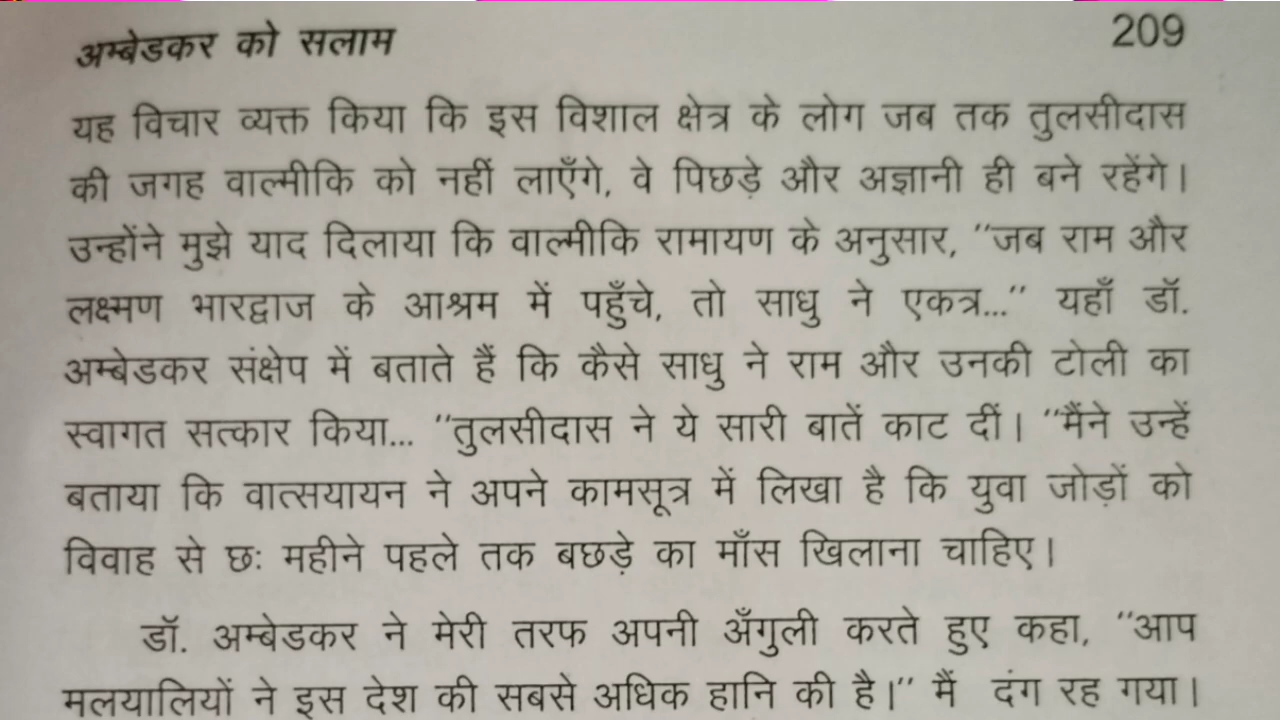 अम्बेडकर को सलाम 209
यह विचार व्यक्त किया कि इस विशाल क्षेत्र के लोग जब तक तुलसीदास
की जगह वाल्मीकि को नहीं लाएँगे, वे पिछड़े और अज्ञानी ही बने रहेंगे।
उन्होंने मुझे याद दिलाया कि वाल्मीकि रामायण के अनुसार, "जब राम और
लक्ष्मण भारद्वाज के आश्रम में पहुँचे, तो साधु ने एकत्र..." यहाँ डॉ.
अम्बेडकर संक्षेप में बताते हैं कि कैसे साधु ने राम और उनकी टोली का
स्वागत सत्कार किया... "तुलसीदास ने ये सारी बातें काट दीं। "मैंने उन्हें
बताया कि वात्सयायन ने अपने कामसूत्र में लिखा है कि युवा जोड़ों को
विवाह से छः महीने पहले तक बछड़े का माँस खिलाना चाहिए।
डॉ. अम्बेडकर ने मेरी तरफ अपनी अँगुली करते हुए कहा, "आप
मलयालियों ने इस देश की सबसे अधिक हानि की है।" मैं दंग रह गया।